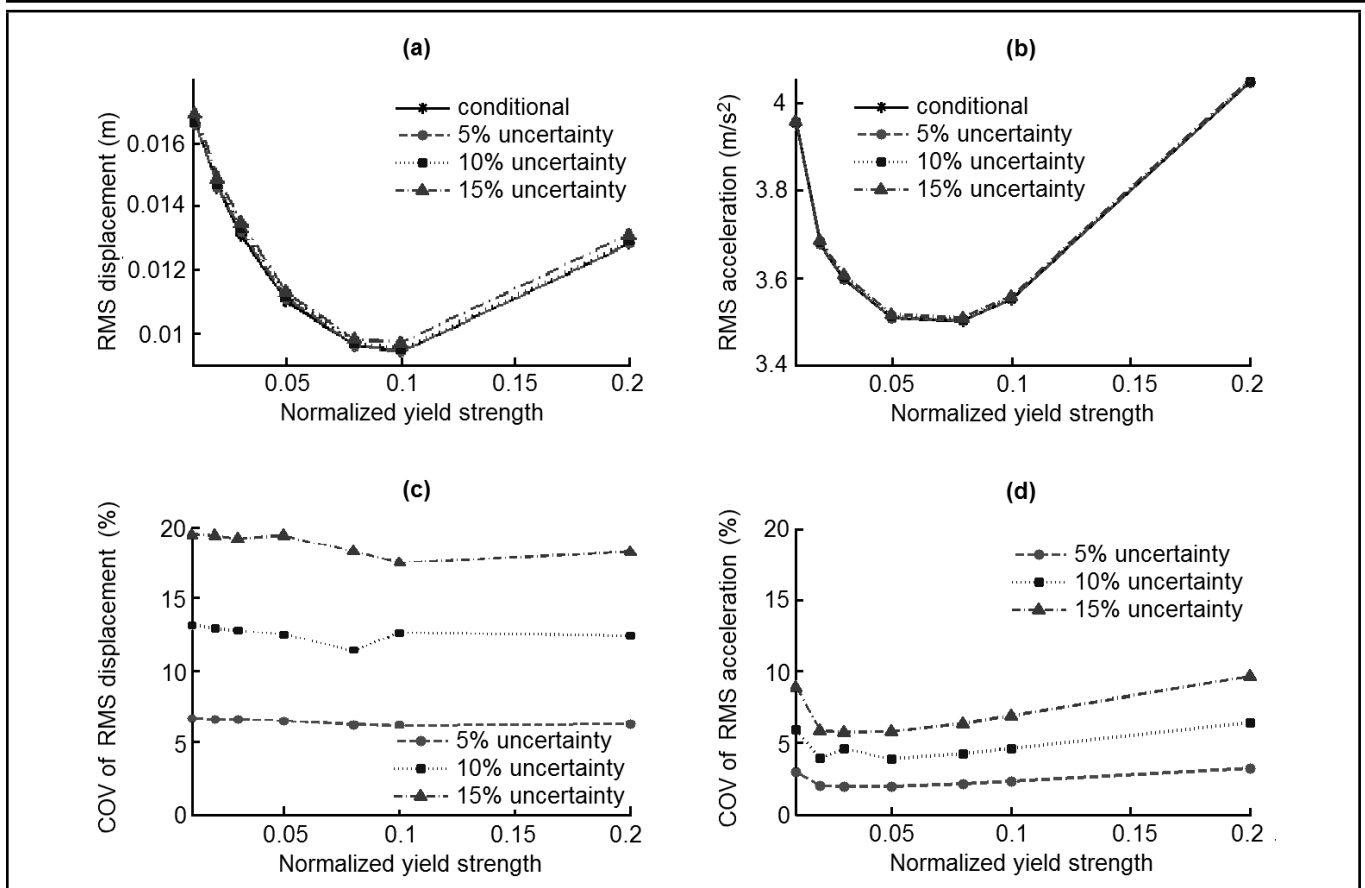 (a)
RMS displacement (m)
0.016
0.014
0.012
0.01
conditional
5% uncertainty
10% uncertainty
15% uncertainty
0.05
0.1
0.15
0.2
Normalized yield strength
(b)
RMS acceleration (m/s²)
4
3.8
3.6
3.4
conditional
5% uncertainty
10% uncertainty
15% uncertainty
0.05
0.1
0.15
0.2
Normalized yield strength
(c)
COV of RMS displacement (%)
20
15
10
5
0
5% uncertainty
10% uncertainty
15% uncertainty
0.05
0.1
0.15
0.2
Normalized yield strength
(d)
COV of RMS acceleration (%)
20
15
10
5
0
5% uncertainty
10% uncertainty
15% uncertainty
0.05
0.1
0.15
0.2
Normalized yield strength